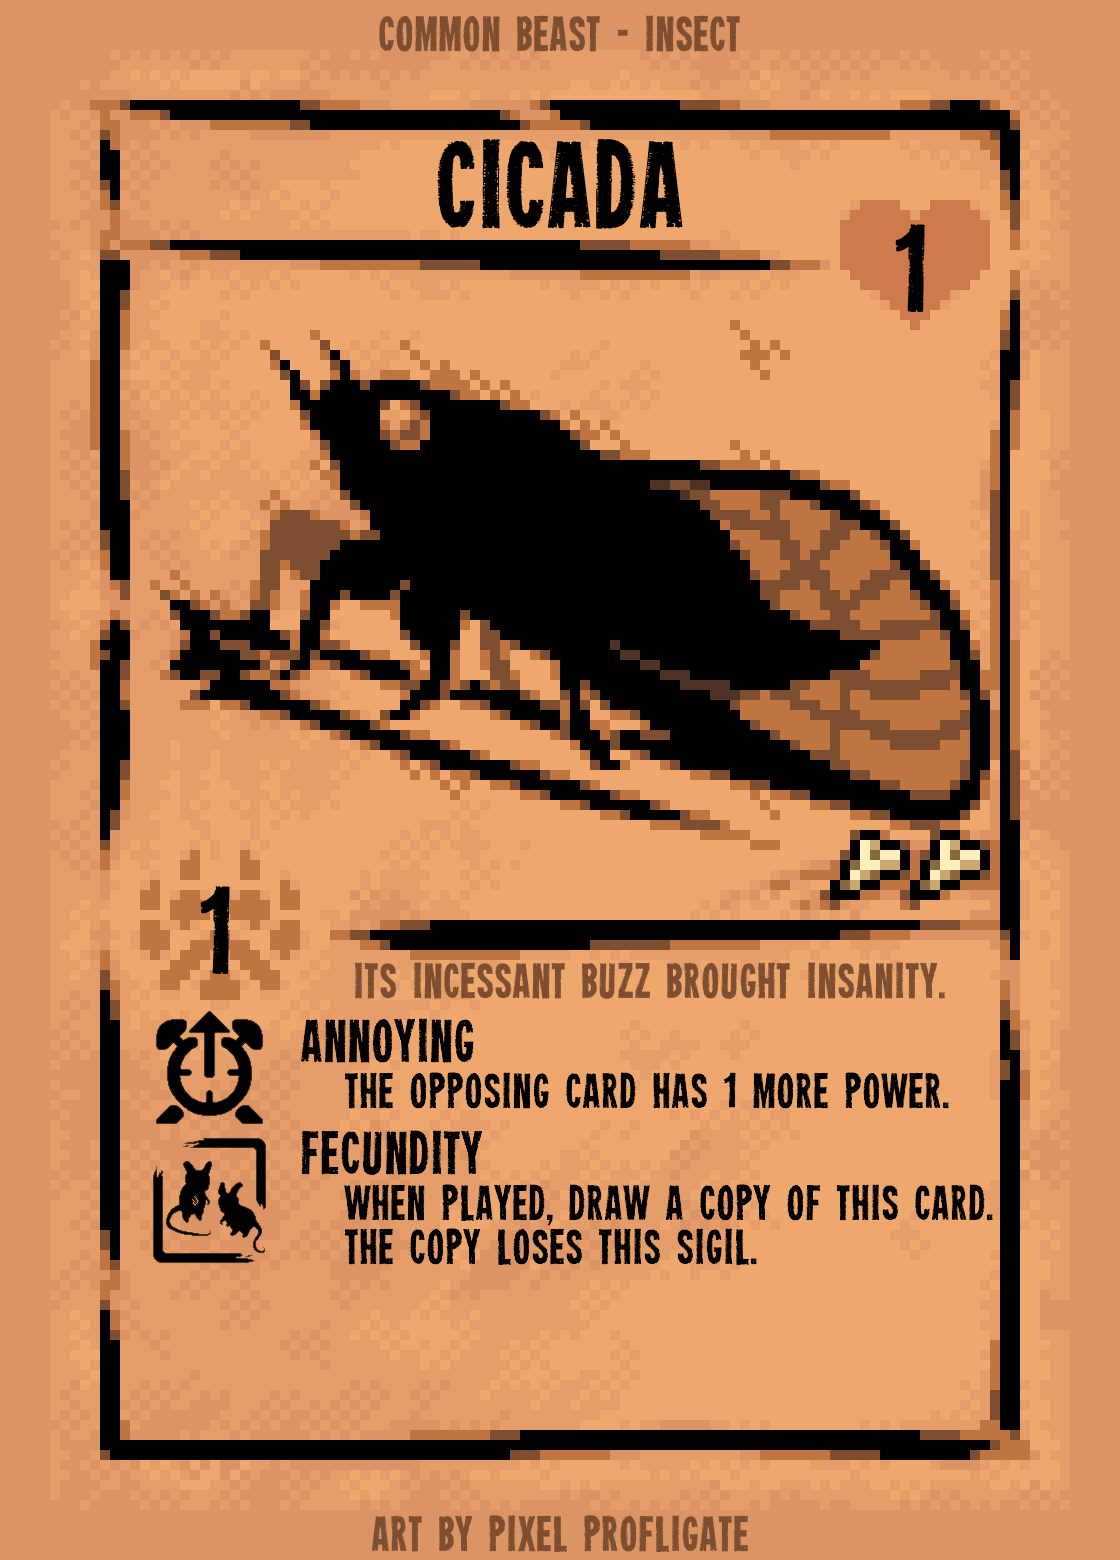 COMMON BEAST - INSECT
CICADA
1
1
ITS INCESSANT BUZZ BROUGHT INSANITY.
ANNOYING
THE OPPOSING CARD HAS 1 MORE POWER.
FECUNDITY
WHEN PLAYED, DRAW A COPY OF THIS CARD.
THE COPY LOSES THIS SIGIL.
ART BY PIXEL PROFLIGATE